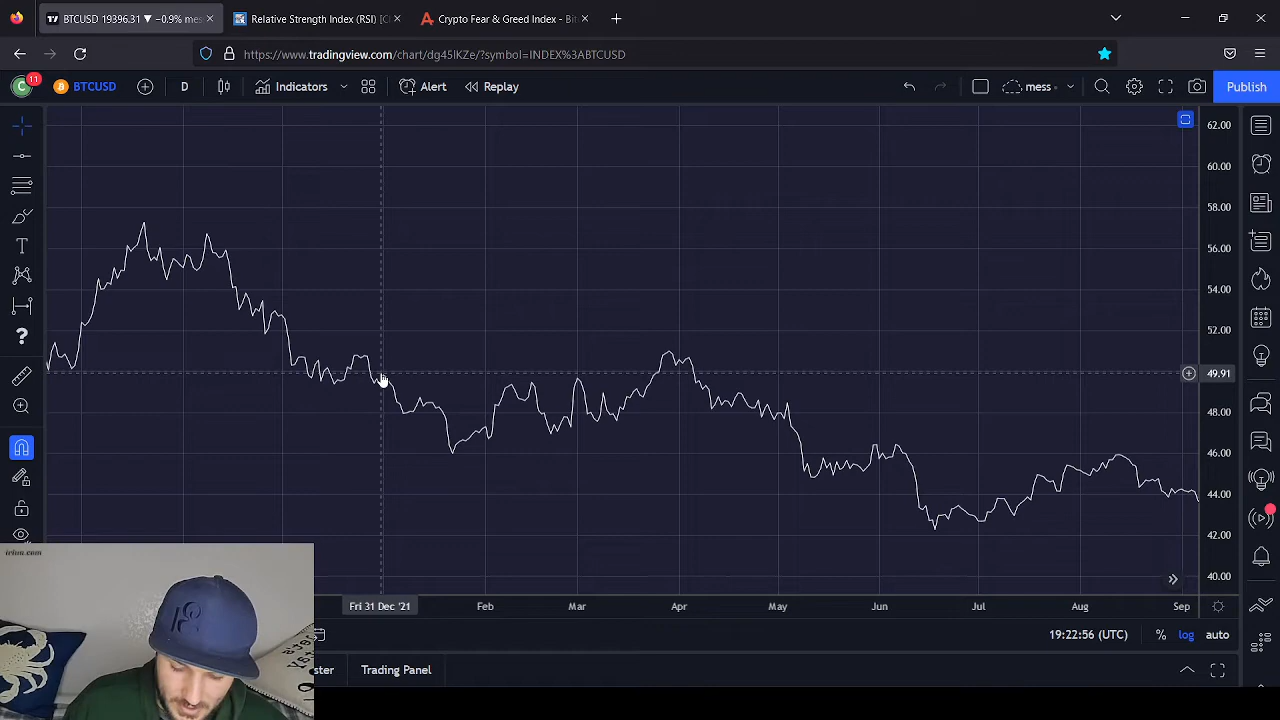 BTCUSD 19396.31 ▼ −0.9% mes
Relative Strength Index (RSI) [C
Crypto Fear & Greed Index - Bi
https://www.tradingview.com/chart/dg45IKZe/?symbol=INDEX%3ABTCUSD
C
11
BTCUSD
D
Indicators
Alert
Replay
mess
Publish
62.00
60.00
58.00
56.00
54.00
52.00
49.91
48.00
46.00
44.00
42.00
40.00
Fri 31 Dec '21
Feb
Mar
Apr
May
Jun
Jul
Aug
Sep
19:22:56 (UTC)
%
log
auto
ster
Trading Panel